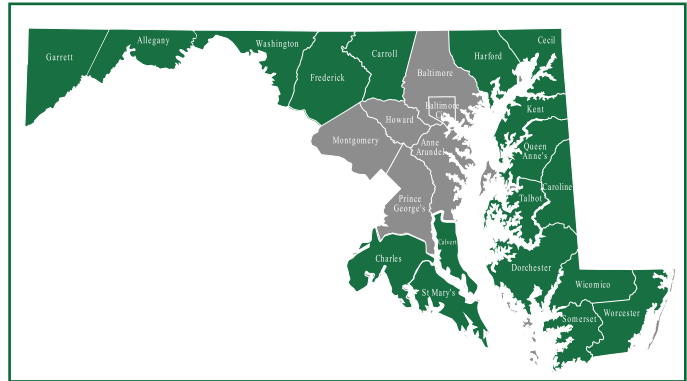 Garrett
Allegany
Washington
Frederick
Carroll
Baltimore
Harford
Cecil
Baltimore
City
Howard
Kent
Montgomery
Anne
Arundel
Queen
Anne's
Caroline
Talbot
Prince
George's
Calvert
Charles
St Mary's
Dorchester
Wicomico
Somerset
Worcester